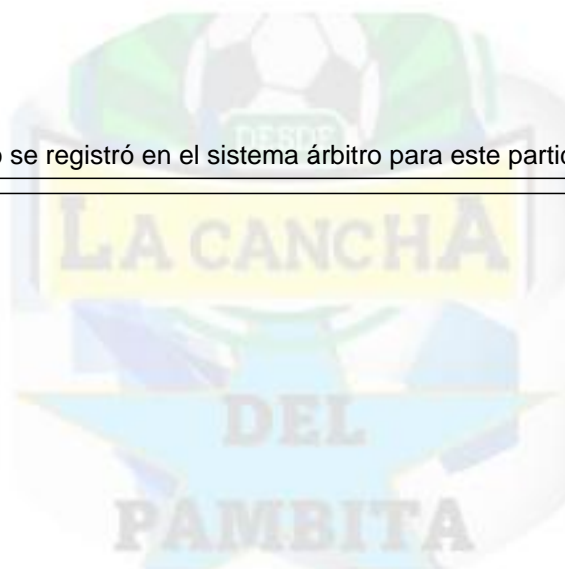 DESDE
o se registró en el sistema árbitro para este partid
LA CANCHA
DEL
PAMBITA